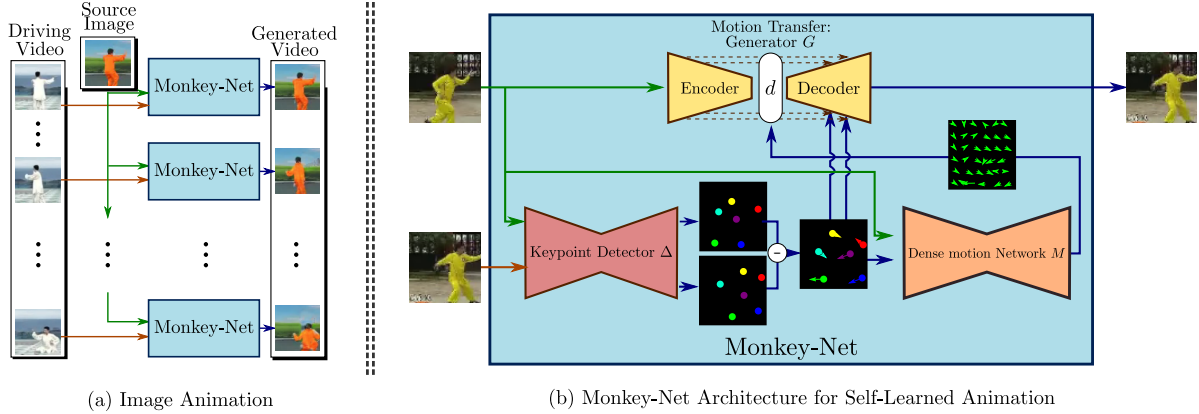 Driving
Video
Source
Image
Generated
Video
Monkey-Net
Monkey-Net
Monkey-Net
(a) Image Animation
Motion Transfer:
Generator G
Encoder
d
Decoder
Keypoint Detector Δ
-
Dense motion Network M
Monkey-Net
(b) Monkey-Net Architecture for Self-Learned Animation